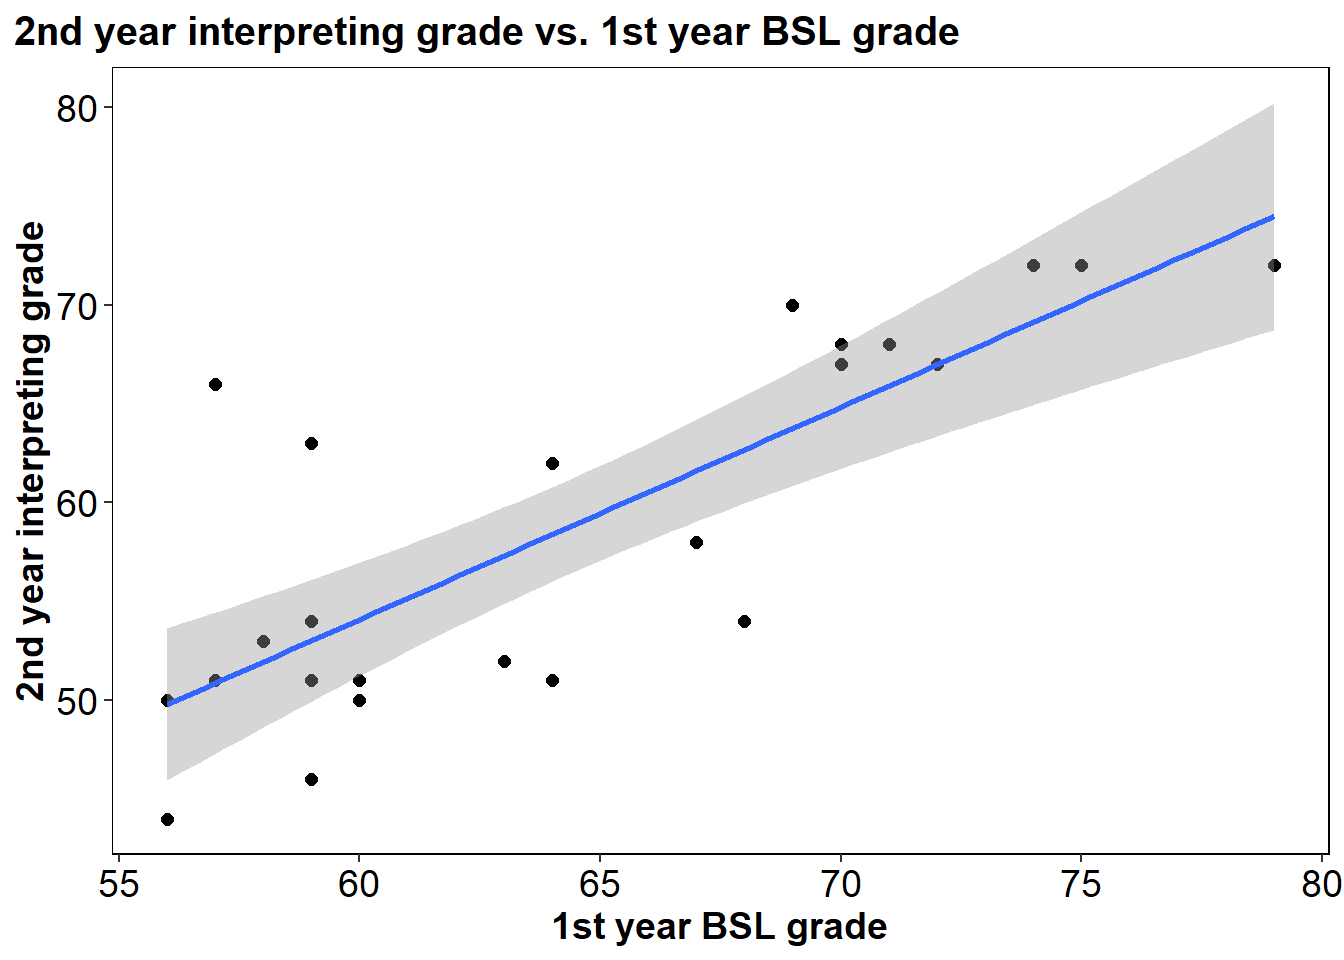 2nd year interpreting grade vs. 1st year BSL grade
2nd year interpreting grade
80
70
60
50
55 60 65 70 75 80
1st year BSL grade